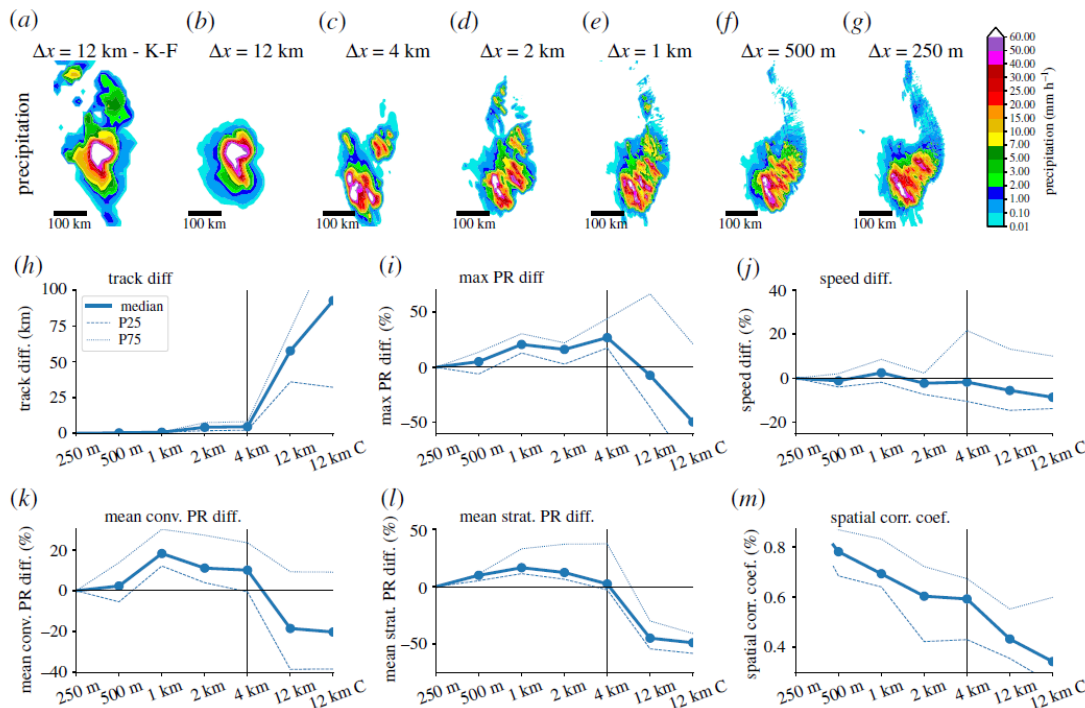 (a) (b) (c) (d) (e) (f) (g)
Δx = 12 km - K-F Δx = 12 km Δx = 4 km Δx = 2 km Δx = 1 km Δx = 500 m Δx = 250 m
precipitation
100 km 100 km 100 km 100 km 100 km 100 km 100 km
60.00
50.00
40.00
30.00
25.00
20.00
15.00
10.00
7.00
5.00
3.00
2.00
1.00
0.10
0.01
precipitation (mm h⁻¹)
(h) track diff
median
P25
P75
track diff. (km)
100
75
50
25
0
250 m 500 m 1 km 2 km 4 km 12 km 12 km C
(i) max PR diff
max PR diff. (%)
50
0
−50
250 m 500 m 1 km 2 km 4 km 12 km 12 km C
(j) speed diff.
speed diff. (%)
40
20
0
−20
250 m 500 m 1 km 2 km 4 km 12 km 12 km C
(k) mean conv. PR diff.
mean conv. PR diff. (%)
20
0
−20
−40
250 m 500 m 1 km 2 km 4 km 12 km 12 km C
(l) mean strat. PR diff.
mean strat. PR diff. (%)
50
0
−50
250 m 500 m 1 km 2 km 4 km 12 km 12 km C
(m) spatial corr. coef.
spatial corr. coef. (%)
0.8
0.6
0.4
250 m 500 m 1 km 2 km 4 km 12 km 12 km C